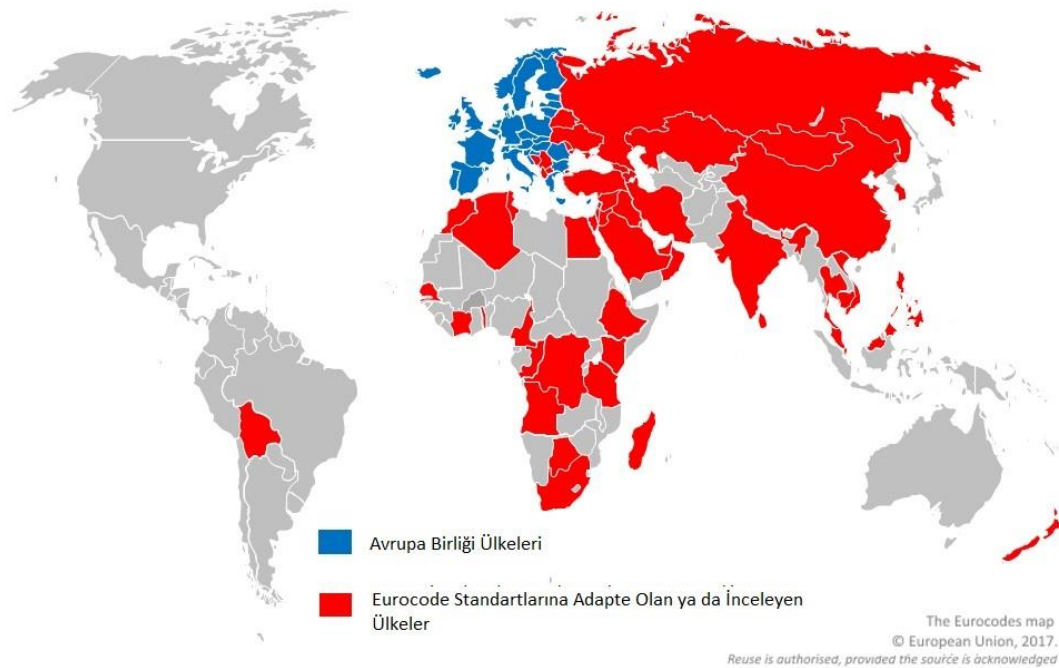 Avrupa Birliği Ülkeleri
Eurocode Standartlarına Adapte Olan ya da İnceleyen
Ülkeler
The Eurocodes map
© European Union, 2017.
Reuse is authorised, provided the source is acknowledged